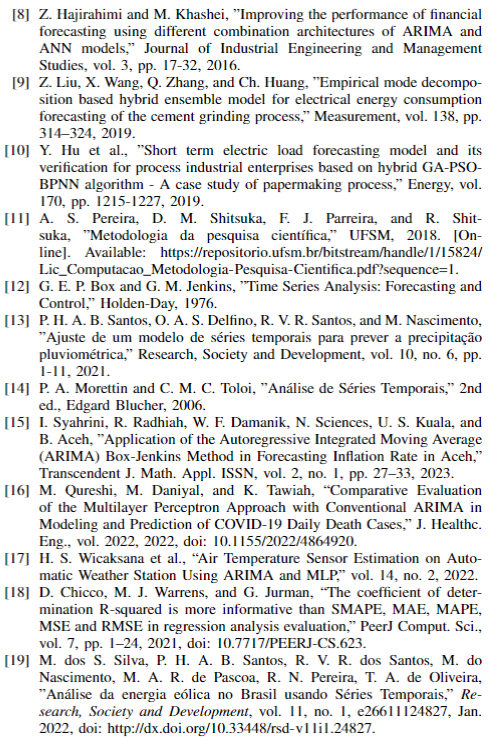 [8] Z. Hajirahimi and M. Khashei, ”Improving the performance of financial
forecasting using different combination architectures of ARIMA and
ANN models,” Journal of Industrial Engineering and Management
Studies, vol. 3, pp. 17-32, 2016.
[9] Z. Liu, X. Wang, Q. Zhang, and Ch. Huang, ”Empirical mode decompo-
sition based hybrid ensemble model for electrical energy consumption
forecasting of the cement grinding process,” Measurement, vol. 138, pp.
314–324, 2019.
[10] Y. Hu et al., ”Short term electric load forecasting model and its
verification for process industrial enterprises based on hybrid GA-PSO-
BPNN algorithm - A case study of papermaking process,” Energy, vol.
170, pp. 1215-1227, 2019.
[11] A. S. Pereira, D. M. Shitsuka, F. J. Parreira, and R. Shit-
suka, ”Metodologia da pesquisa científica,” UFSM, 2018. [On-
line]. Available: https://repositorio.ufsm.br/bitstream/handle/1/15824/
Lic_Computacao_Metodologia-Pesquisa-Cientifica.pdf?sequence=1.
[12] G. E. P. Box and G. M. Jenkins, ”Time Series Analysis: Forecasting and
Control,” Holden-Day, 1976.
[13] P. H. A. B. Santos, O. A. S. Delfino, R. V. R. Santos, and M. Nascimento,
”Ajuste de um modelo de séries temporais para prever a precipitação
pluviométrica,” Research, Society and Development, vol. 10, no. 6, pp.
1-11, 2021.
[14] P. A. Morettin and C. M. C. Toloi, ”Análise de Séries Temporais,” 2nd
ed., Edgard Blucher, 2006.
[15] I. Syahrini, R. Radhiah, W. F. Damanik, N. Sciences, U. S. Kuala, and
B. Aceh, ”Application of the Autoregressive Integrated Moving Average
(ARIMA) Box-Jenkins Method in Forecasting Inflation Rate in Aceh,”
Transcendent J. Math. Appl. ISSN, vol. 2, no. 1, pp. 27–33, 2023.
[16] M. Qureshi, M. Daniyal, and K. Tawiah, “Comparative Evaluation
of the Multilayer Perceptron Approach with Conventional ARIMA in
Modeling and Prediction of COVID-19 Daily Death Cases,” J. Healthc.
Eng., vol. 2022, 2022, doi: 10.1155/2022/4864920.
[17] H. S. Wicaksana et al., “Air Temperature Sensor Estimation on Auto-
matic Weather Station Using ARIMA and MLP,” vol. 14, no. 2, 2022.
[18] D. Chicco, M. J. Warrens, and G. Jurman, “The coefficient of deter-
mination R-squared is more informative than SMAPE, MAE, MAPE,
MSE and RMSE in regression analysis evaluation,” PeerJ Comput. Sci.,
vol. 7, pp. 1–24, 2021, doi: 10.7717/PEERJ-CS.623.
[19] M. dos S. Silva, P. H. A. B. Santos, R. V. R. dos Santos, M. do
Nascimento, M. A. R. de Pascoa, R. N. Pereira, T. A. de Oliveira,
”Análise da energia eólica no Brasil usando Séries Temporais,” Re-
search, Society and Development, vol. 11, no. 1, e26611124827, Jan.
2022, doi: http://dx.doi.org/10.33448/rsd-v11i1.24827.